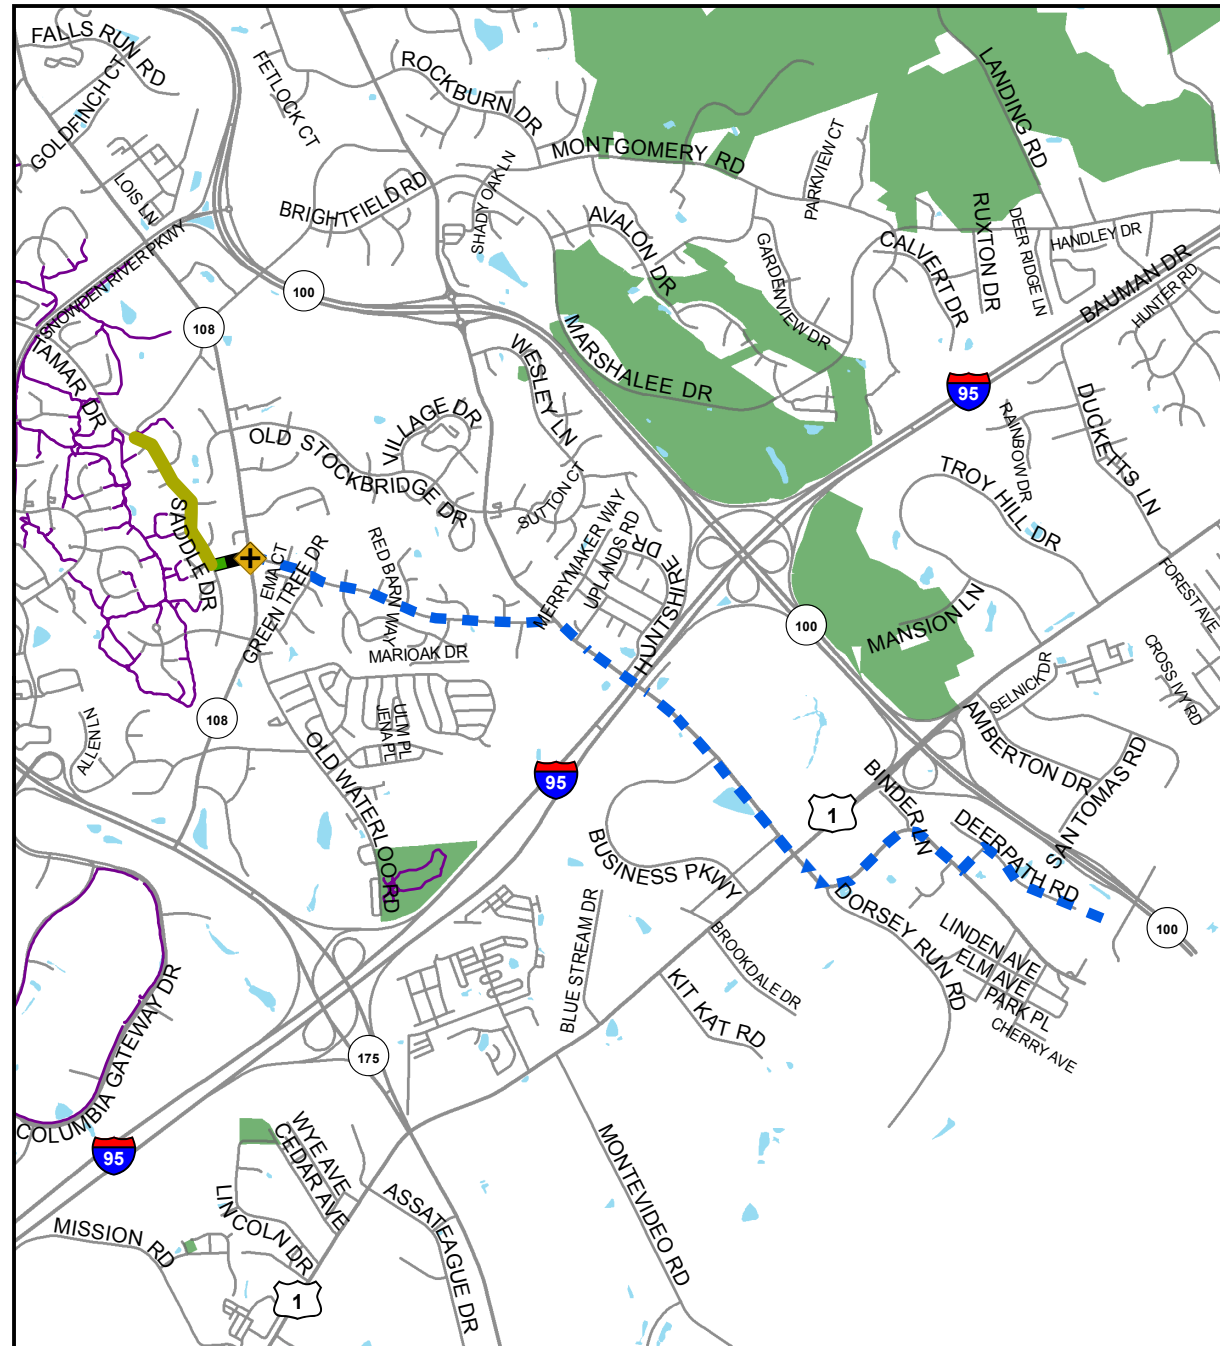 FALLS RUN RD
GOLDFINCH CT
FETLOCK CT
ROCKBURN DR
LANDING RD
MONTGOMERY RD
PARKVIEW CT
LOIS LN
BRIGHTFIELD RD
SHADY OAK LN
AVALON DR
GARDENVIEW DR
CALVERT DR
RUXTON DR
DEER RIDGE LN
HANDLEY DR
BAUMAN DR
HUNTER RD
SNOWDEN RIVER PKWY
100
108
TAMAR DR
WESLEY LN
MARSHALEE DR
95
DUCKETTS LN
RAINBOW DR
VILLAGE DR
OLD STOCKBRIDGE DR
SUTTON CT
TROY HILL DR
SADDLE DR
EMA CT
GREEN TREE DR
RED BARN WAY
MERRYMAKER WAY
UPLANDS RD
HUNTSHIRE DR
MARIOAK DR
100
MANSION LN
FOREST AVE
CROSS IVY RD
SELNICK DR
AMBERTON DR
SAN TOMAS RD
108
ALLEN LN
ULM PL
JENA PL
OLD WATERLOO RD
95
1
BINDER LN
DEERPATH RD
BUSINESS PKWY
DORSEY RUN RD
100
LINDEN AVE
ELM AVE
PARK PL
CHERRY AVE
BLUE STREAM DR
BROOKDALE DR
KIT KAT RD
175
COLUMBIA GATEWAY DR
95
WYE AVE
CEDAR AVE
LINCOLN DR
MISSION RD
ASSATEAGUE DR
MONTEVIDEO RD
1